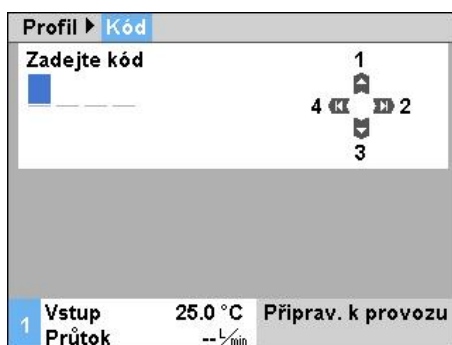 Profil ▶ Kód
Zadejte kód
1
4 2
3
1
Vstup 25.0 °C Připrav. k provozu
Průtok -- L/min